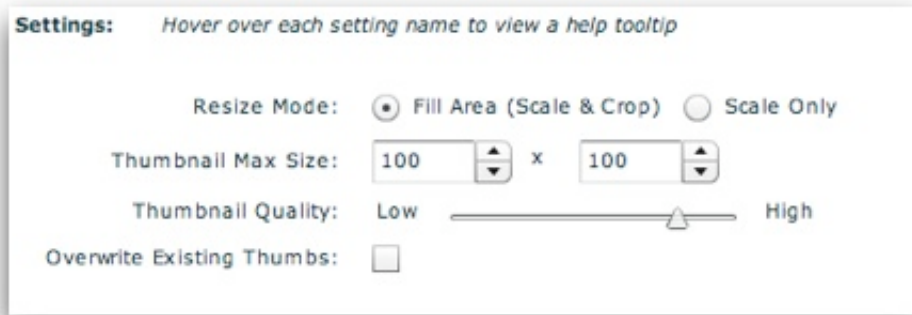 Settings: Hover over each setting name to view a help tooltip
Resize Mode: Fill Area (Scale & Crop) Scale Only
Thumbnail Max Size: 100 x 100
Thumbnail Quality: Low High
Overwrite Existing Thumbs: